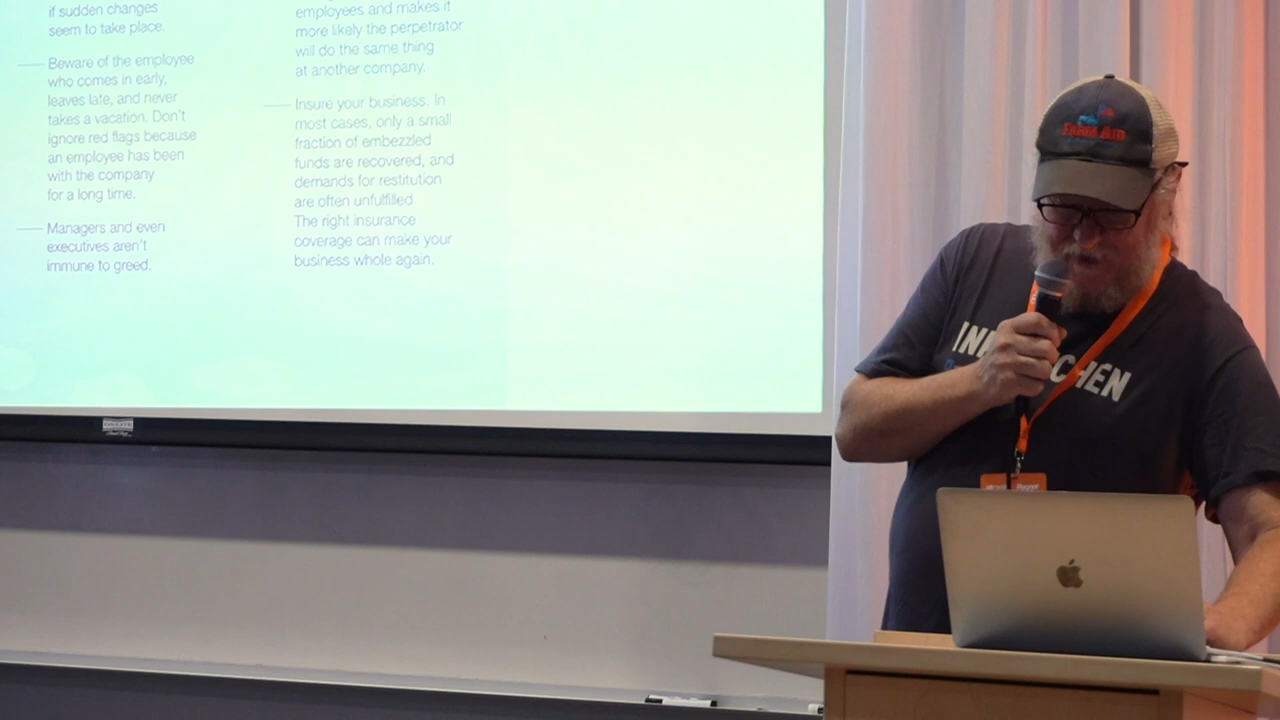 if sudden changes
seem to take place.
Beware of the employee
who comes in early,
leaves late, and never
takes a vacation. Don't
ignore red flags because
an employee has been
with the company
for a long time.
Managers and even
executives aren't
immune to greed.
employees and makes it
more likely the perpetrator
will do the same thing
at another company.
Insure your business. In
most cases, only a small
fraction of embezzled
funds are recovered, and
demands for restitution
are often unfulfilled.
The right insurance
coverage can make your
business whole again.
FARM AID